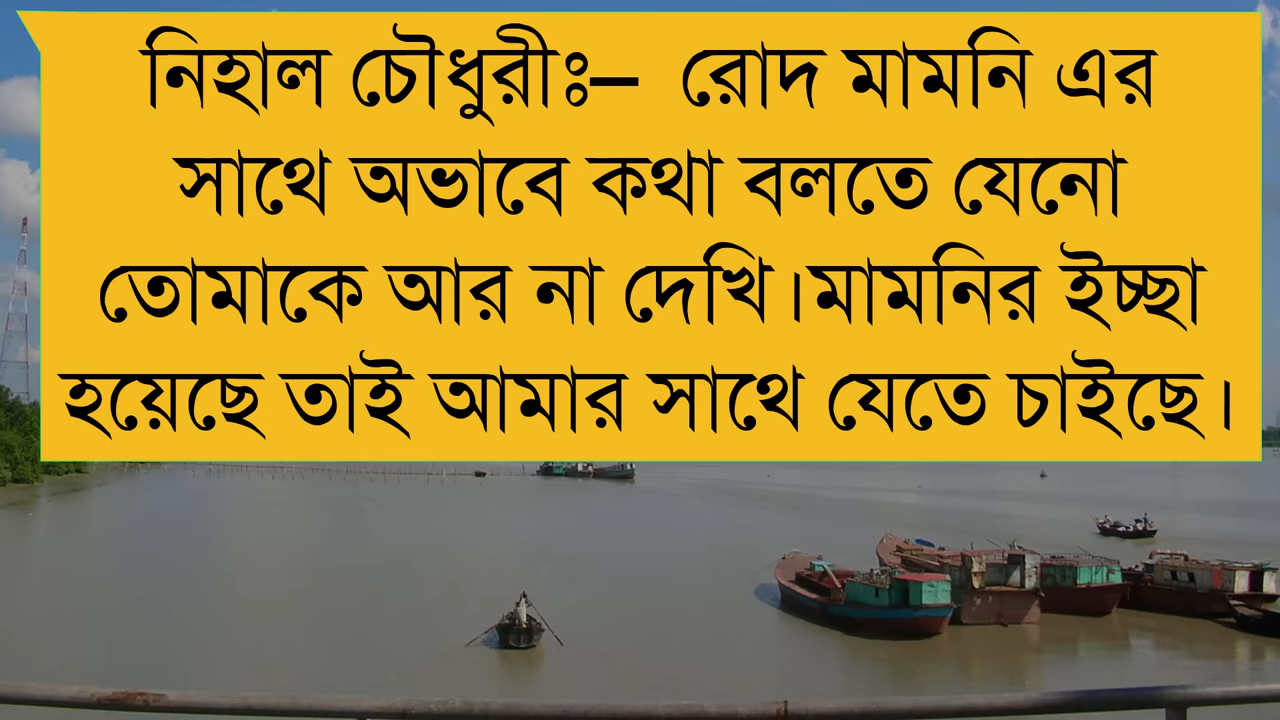 নিহাল চৌধুরীঃ– রোদ মামনি এর
সাথে অভাবে কথা বলতে যেনো
তোমাকে আর না দেখি।মামনির ইচ্ছা
হয়েছে তাই আমার সাথে যেতে চাইছে।